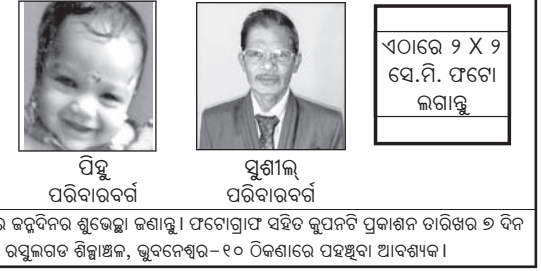 ଏଠାରେ ୨ X ୨
ସେ.ମି. ଫଟୋ
ଲଗାନ୍ତୁ
ପିହୁ
ପରିବାରବର୍ଗ
ସୁଶୀଲ୍
ପରିବାରବର୍ଗ
ଜନ୍ମଦିନର ଶୁଭେଚ୍ଛା ଜଣାନ୍ତୁ। ଫଟୋଗ୍ରାଫ ସହିତ କୁପନଟି ପ୍ରକାଶନ ତାରିଖର ୭ ଦିନ
ରସୁଲଗଡ ଶିଳ୍ପାଞ୍ଚଳ, ଭୁବନେଶ୍ୱର-୧୦ ଠିକଣାରେ ପହଞ୍ଚିବା ଆବଶ୍ୟକ।